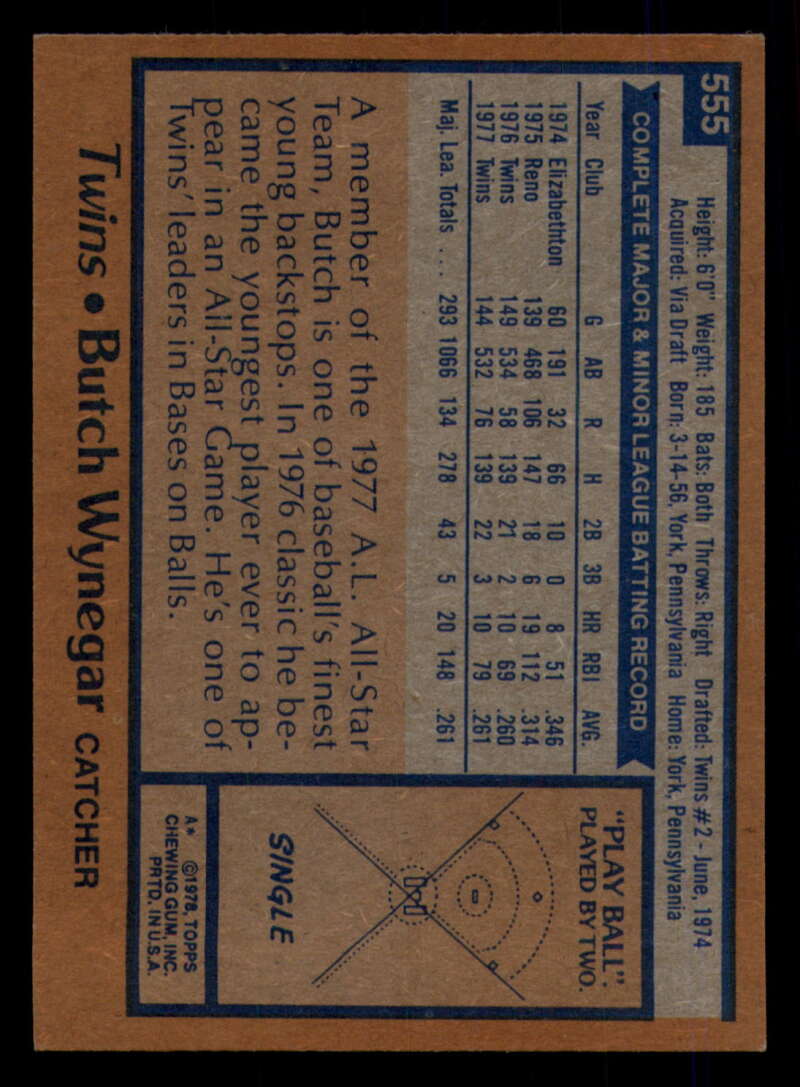 555
Height: 6'0" Weight: 185 Bats: Both Throws: Right Drafted: Twins #2 - June, 1974
Acquired: Via Draft Born: 3-14-56, York, Pennsylvania Home: York, Pennsylvania
COMPLETE MAJOR & MINOR LEAGUE BATTING RECORD
Year Club G AB R H 2B 3B HR RBI AVG.
1974 Elizabethton 60 191 32 66 10 0 8 51 .346
1975 Reno 139 468 106 147 18 6 19 112 .314
1976 Twins 149 534 58 139 21 2 10 69 .260
1977 Twins 144 532 76 139 22 3 10 79 .261
Maj. Lea. Totals .... 293 1066 134 278 43 5 20 148 .261
A member of the 1977 A.L. All-Star
Team, Butch is one of baseball's finest
young backstops. In 1976 classic he be-
came the youngest player ever to ap-
pear in an All-Star Game. He's one of
Twins' leaders in Bases on Balls.
"PLAY BALL".
PLAYED BY TWO.
SINGLE
A* ©1978, TOPPS
CHEWING GUM, INC.
PRTD. IN U.S.A.
Twins • Butch Wynegar CATCHER